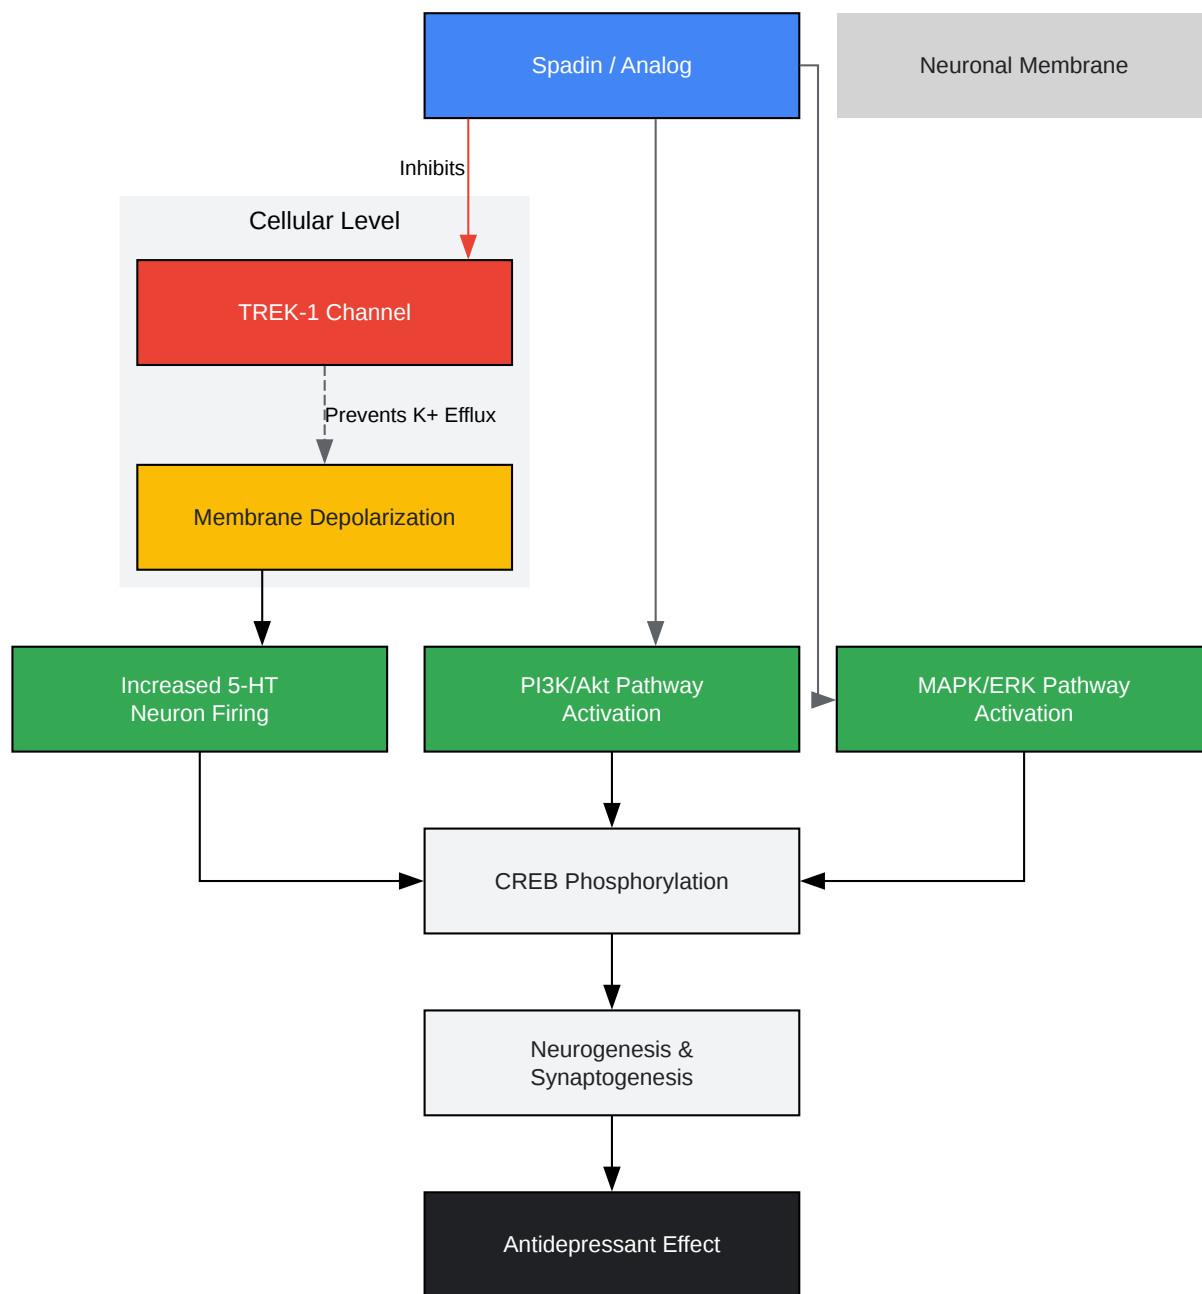 Spadin / Analog
Neuronal Membrane
Inhibits
Cellular Level
TREK-1 Channel
Prevents K+ Efflux
Membrane Depolarization
Increased 5-HT
Neuron Firing
PI3K/Akt Pathway
Activation
MAPK/ERK Pathway
Activation
CREB Phosphorylation
Neurogenesis &
Synaptogenesis
Antidepressant Effect